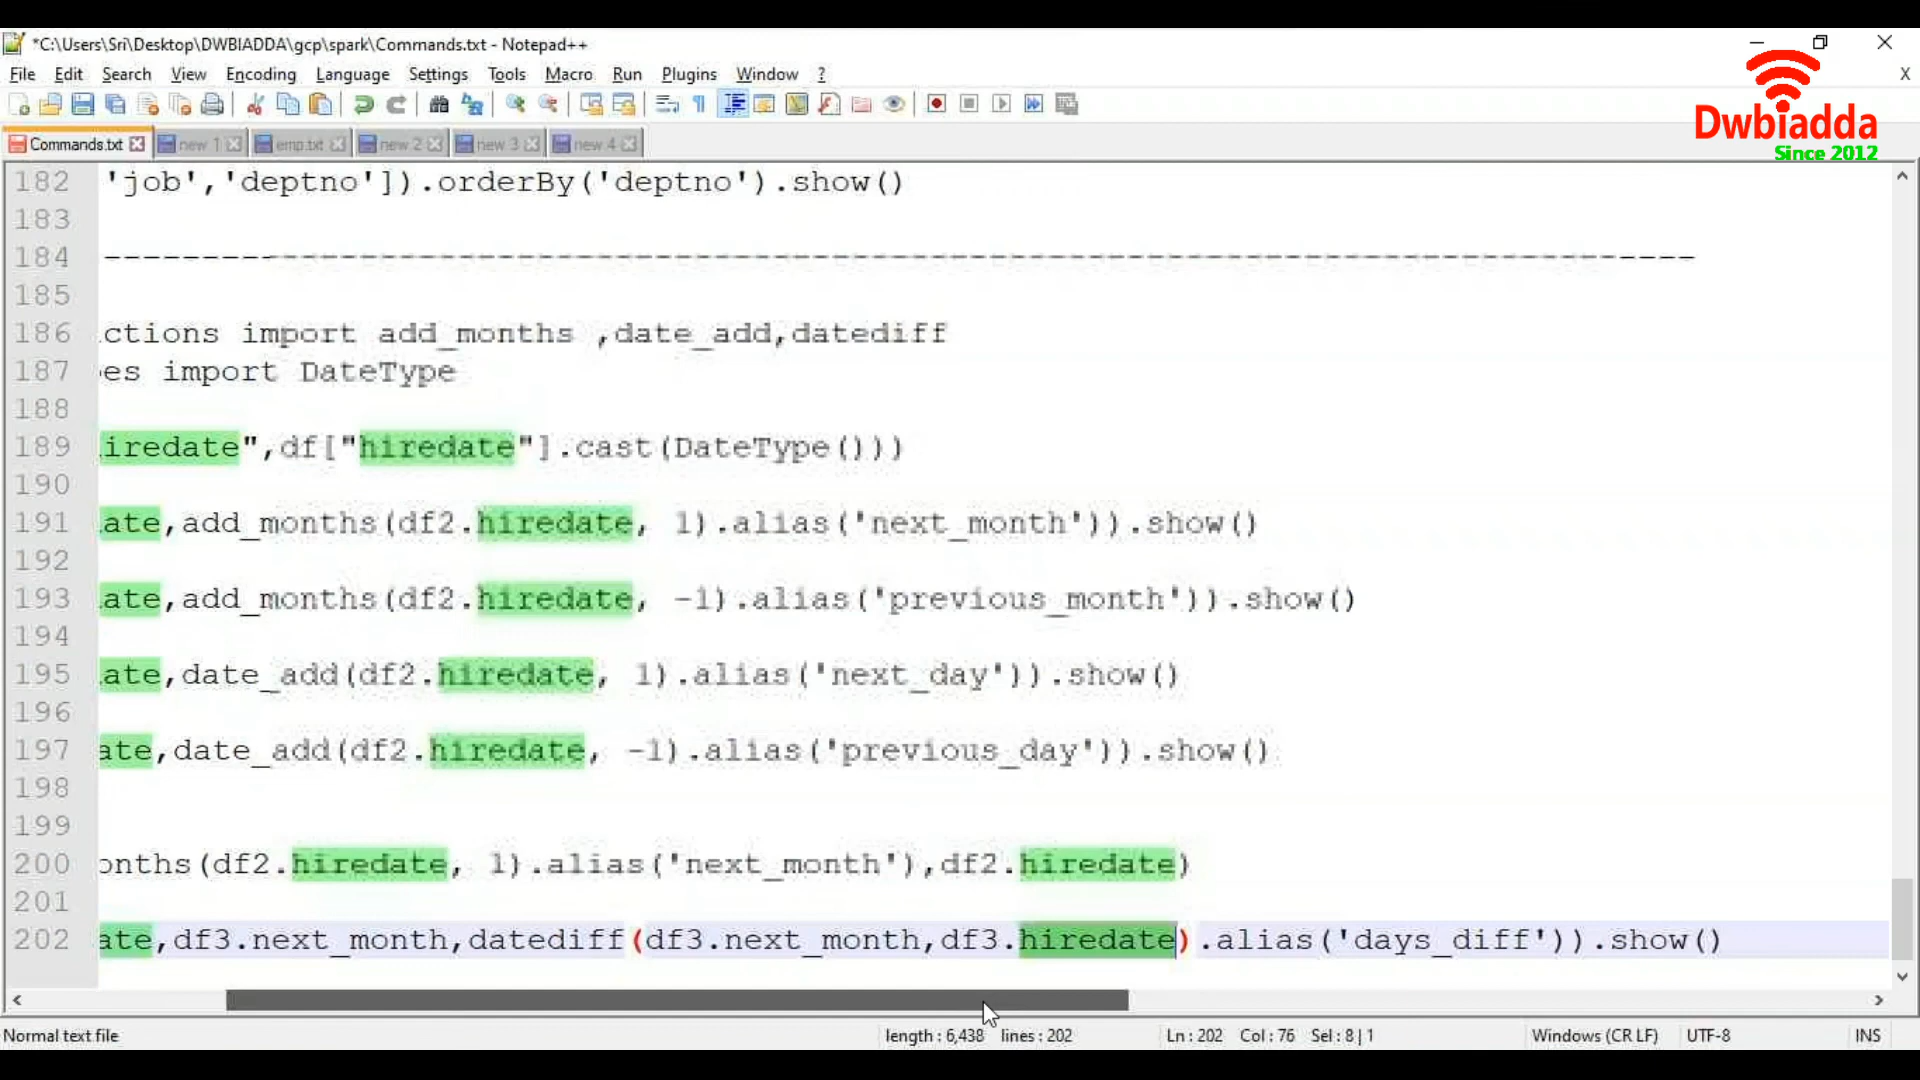 *C:\Users\Sri\Desktop\DWBIADDA\gcp\spark\Commands.txt - Notepad++
File Edit Search View Encoding Language Settings Tools Macro Run Plugins Window ? X
Dwbiadda
Since 2012
Commands.txt new 1 emp.txt new 2 new 3 new 4
182 'job','deptno']).orderBy('deptno').show()
183
184 ---------------------------------------------------------------------------------
185
186 ctions import add_months ,date_add,datediff
187 es import DateType
188
189 iredate",df["hiredate"].cast(DateType()))
190
191 ate,add_months(df2.hiredate, 1).alias('next_month')).show()
192
193 ate,add_months(df2.hiredate, -1).alias('previous_month')).show()
194
195 ate,date_add(df2.hiredate, 1).alias('next_day')).show()
196
197 ate,date_add(df2.hiredate, -1).alias('previous_day')).show()
198
199
200 onths(df2.hiredate, 1).alias('next_month'),df2.hiredate)
201
202 ate,df3.next_month,datediff(df3.next_month,df3.hiredate).alias('days_diff')).show()
Normal text file length : 6,438 lines : 202 Ln : 202 Col : 76 Sel : 8 | 1 Windows (CR LF) UTF-8 INS